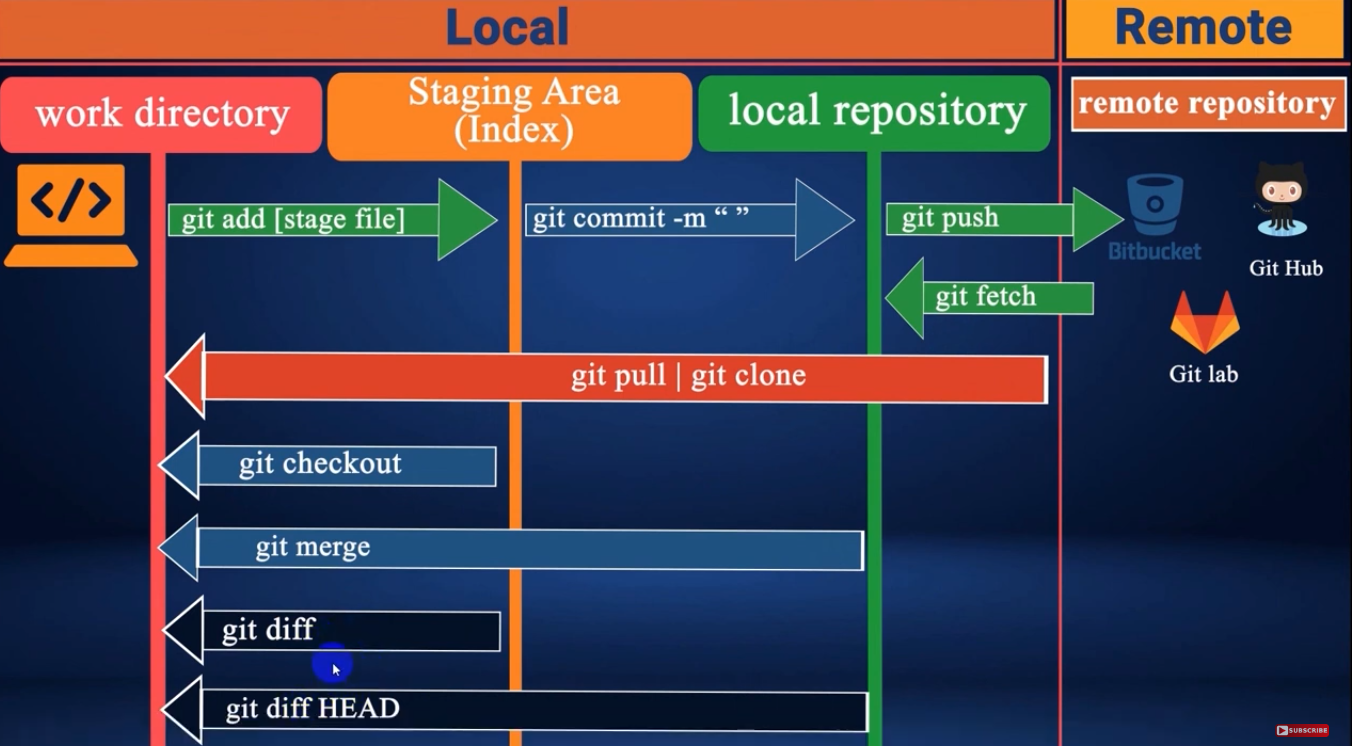 Local
Remote
work directory
Staging Area
(Index)
local repository
remote repository
</>
git add [stage file]
git commit -m “ ”
git push
Bitbucket
Git Hub
git fetch
Git lab
git pull | git clone
git checkout
git merge
git diff
git diff HEAD
SUBSCRIBE